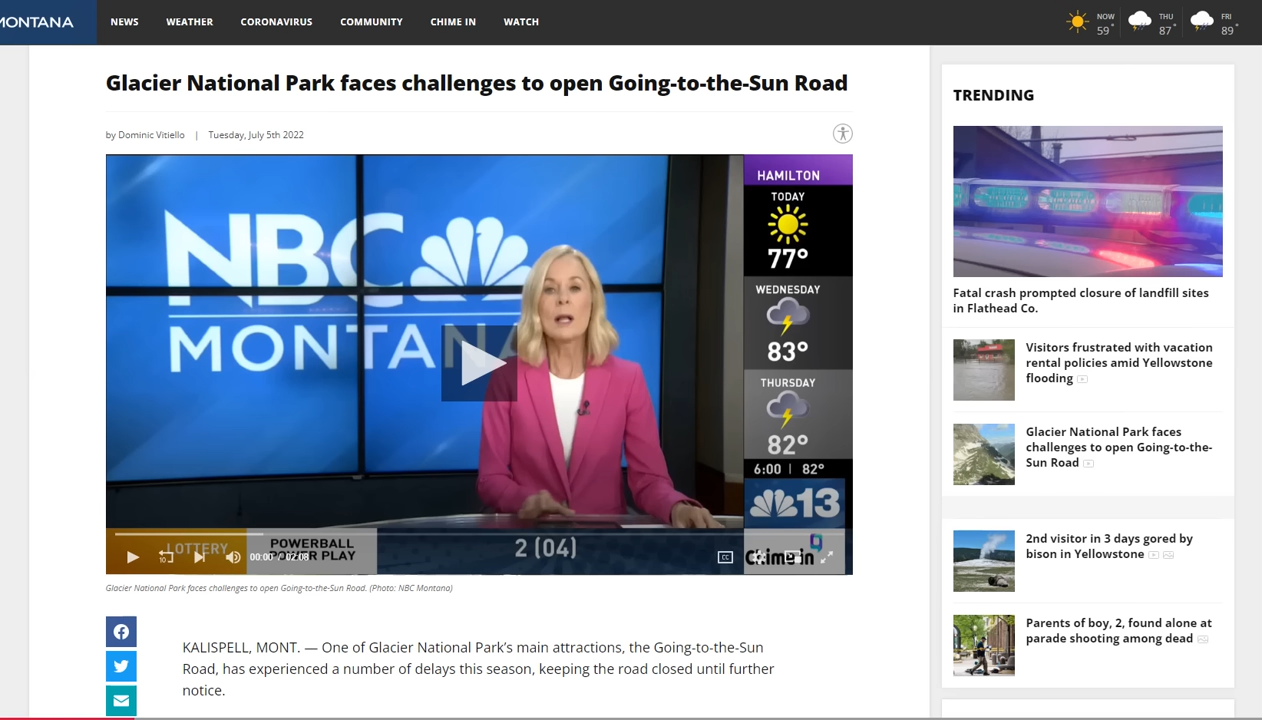 MONTANA
NEWS
WEATHER
CORONAVIRUS
COMMUNITY
CHIME IN
WATCH
NOW
59°
THU
87°
FRI
89°
Glacier National Park faces challenges to open Going-to-the-Sun Road
by Dominic Vitiello | Tuesday, July 5th 2022
NBC
MONTANA
HAMILTON
TODAY
77°
WEDNESDAY
83°
THURSDAY
82°
6:00 | 82°
13
LOTTERY
POWERBALL
POWER PLAY
2 (04)
10
00:00 / 02:08
CC
Chime in
Glacier National Park faces challenges to open Going-to-the-Sun Road. (Photo: NBC Montana)
KALISPELL, MONT. — One of Glacier National Park's main attractions, the Going-to-the-Sun
Road, has experienced a number of delays this season, keeping the road closed until further
notice.
TRENDING
Fatal crash prompted closure of landfill sites
in Flathead Co.
Visitors frustrated with vacation
rental policies amid Yellowstone
flooding
Glacier National Park faces
challenges to open Going-to-the-
Sun Road
2nd visitor in 3 days gored by
bison in Yellowstone
Parents of boy, 2, found alone at
parade shooting among dead